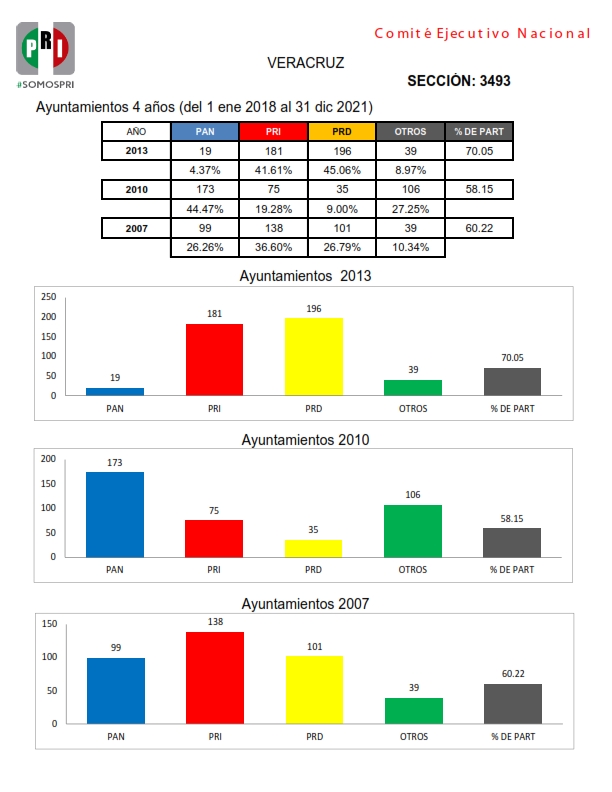 Comité Ejecutivo Nacional
PRI
#SOMOSPRI
VERACRUZ
SECCIÓN: 3493
Ayuntamientos 4 años (del 1 ene 2018 al 31 dic 2021)
AÑO PAN PRI PRD OTROS % DE PART
2013 19 181 196 39 70.05
4.37% 41.61% 45.06% 8.97%
2010 173 75 35 106 58.15
44.47% 19.28% 9.00% 27.25%
2007 99 138 101 39 60.22
26.26% 36.60% 26.79% 10.34%
Ayuntamientos 2013
250
200
150
100
50
0
19 181 196 39 70.05
PAN PRI PRD OTROS % DE PART
Ayuntamientos 2010
200
150
100
50
0
173 75 35 106 58.15
PAN PRI PRD OTROS % DE PART
Ayuntamientos 2007
150
100
50
0
99 138 101 39 60.22
PAN PRI PRD OTROS % DE PART